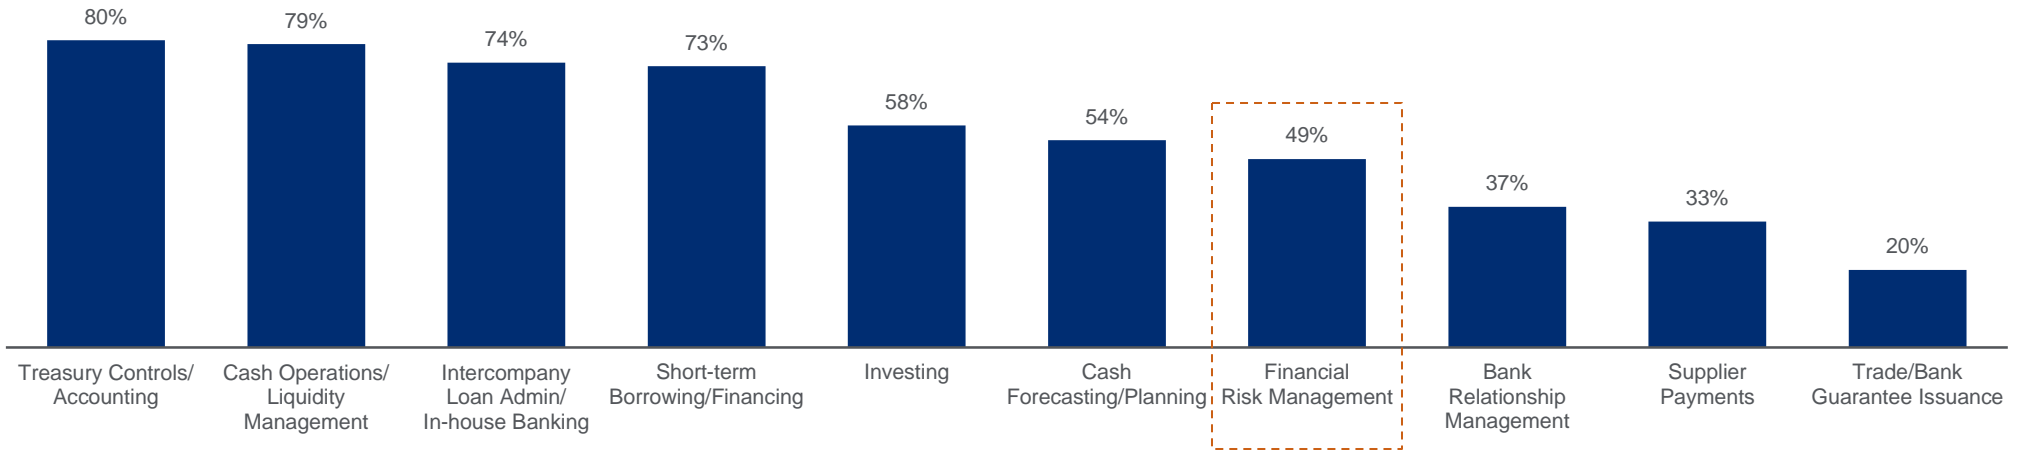 80%
79%
74%
73%
58%
54%
49%
37%
33%
20%
Treasury Controls/
Accounting
Cash Operations/
Liquidity
Management
Intercompany
Loan Admin/
In-house Banking
Short-term
Borrowing/Financing
Investing
Cash
Forecasting/Planning
Financial
Risk Management
Bank
Relationship
Management
Supplier
Payments
Trade/Bank
Guarantee Issuance